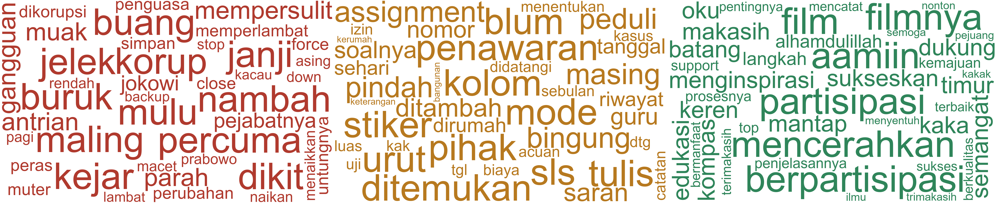 gangguan
dikorupsi
penguasa
buang
mempersulit
muak
memperlambat
simpan
stop
janji
force
jelek
korup
asing
kacau
down
rendah
jokowi
close
buruk
backup
mulu
nambah
antrian
pejabatnya
pagi
maling
percuma
menaikkan
untungnya
peras
prabowo
macet
kejar
parah
dikit
muter
lambat
perubahan
naikan
assignment
menentukan
blum
peduli
izin
nomor
kerumah
kasus
soalnya
penawaran
tanggal
sehari
didatangi
masing
bangunan
kolom
pindah
sebulan
keterangan
riwayat
ditambah
mode
guru
stiker
dirumah
bingung
luas
kak
pihak
acuan
dtg
uji
urut
tgl
biaya
sls
tulis
catatan
ditemukan
saran
oku
pentingnya
mencatat
nonton
film
filmnya
makasih
semoga
pejuang
alhamdulillah
batang
langkah
aamiin
dukung
support
kemajuan
kakak
menginspirasi
sukseskan
timur
prosesnya
partisipasi
keren
terbaik
menyentuh
mantap
kaka
top
edukasi
bermanfaat
kompas
terimakasih
mencerahkan
semangat
penjelasannya
sukses
berkualitas
berpartisipasi
ilmu
trimakasih